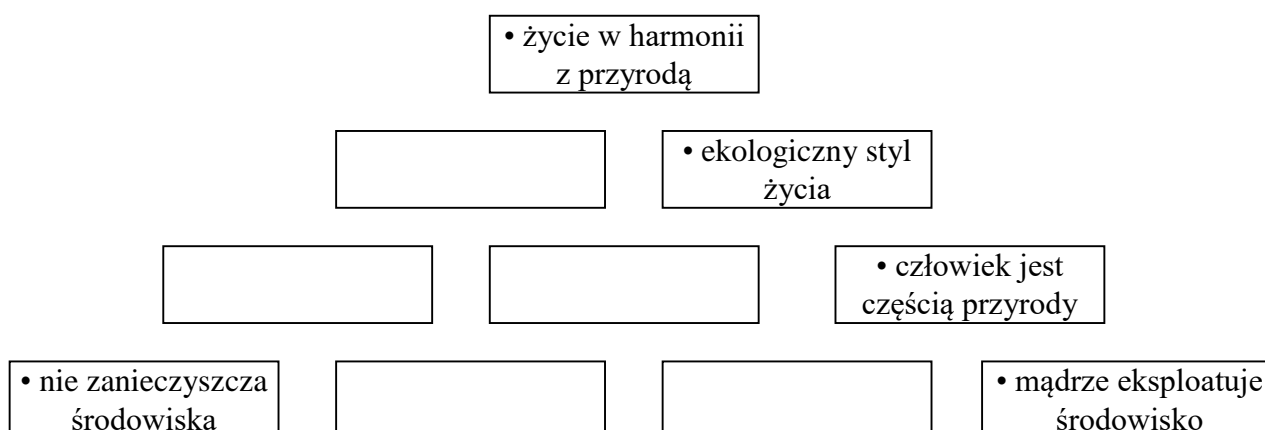 • życie w harmonii
z przyrodą
• ekologiczny styl
życia
• człowiek jest
częścią przyrody
• nie zanieczyszcza
środowiska
• mądrze eksploatuje
środowisko